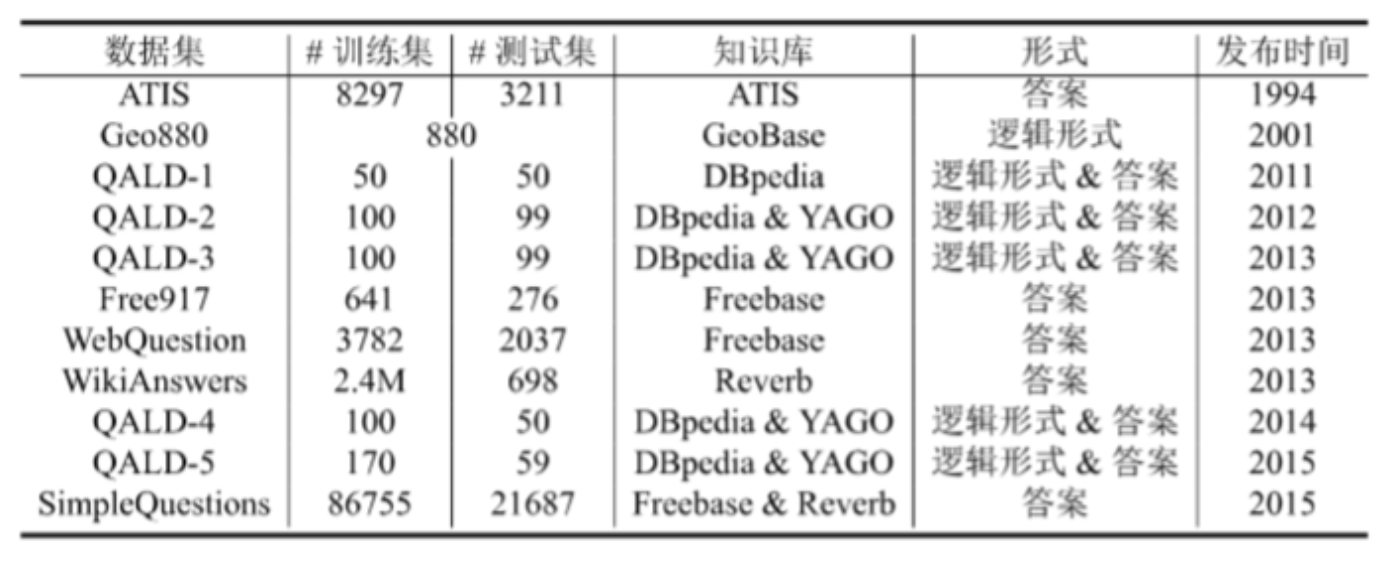 数据集 # 训练集 # 测试集 知识库 形式 发布时间
ATIS 8297 3211 ATIS 答案 1994
Geo880 880 GeoBase 逻辑形式 2001
QALD-1 50 50 DBpedia 逻辑形式 & 答案 2011
QALD-2 100 99 DBpedia & YAGO 逻辑形式 & 答案 2012
QALD-3 100 99 DBpedia & YAGO 逻辑形式 & 答案 2013
Free917 641 276 Freebase 答案 2013
WebQuestion 3782 2037 Freebase 答案 2013
WikiAnswers 2.4M 698 Reverb 答案 2013
QALD-4 100 50 DBpedia & YAGO 逻辑形式 & 答案 2014
QALD-5 170 59 DBpedia & YAGO 逻辑形式 & 答案 2015
SimpleQuestions 86755 21687 Freebase & Reverb 答案 2015